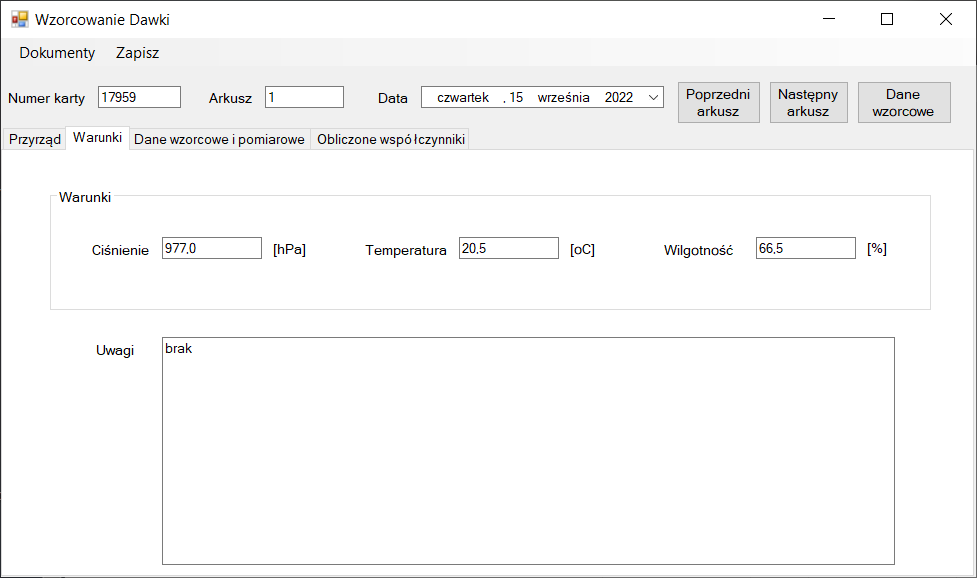 Wzorcowanie Dawki
Dokumenty Zapisz
Numer karty 17959 Arkusz 1 Data czwartek , 15 września 2022 Poprzedni arkusz Następny arkusz Dane wzorcowe
Przyrząd Warunki Dane wzorcowe i pomiarowe Obliczone współczynniki
Warunki
Ciśnienie 977,0 [hPa] Temperatura 20,5 [oC] Wilgotność 66,5 [%]
Uwagi brak